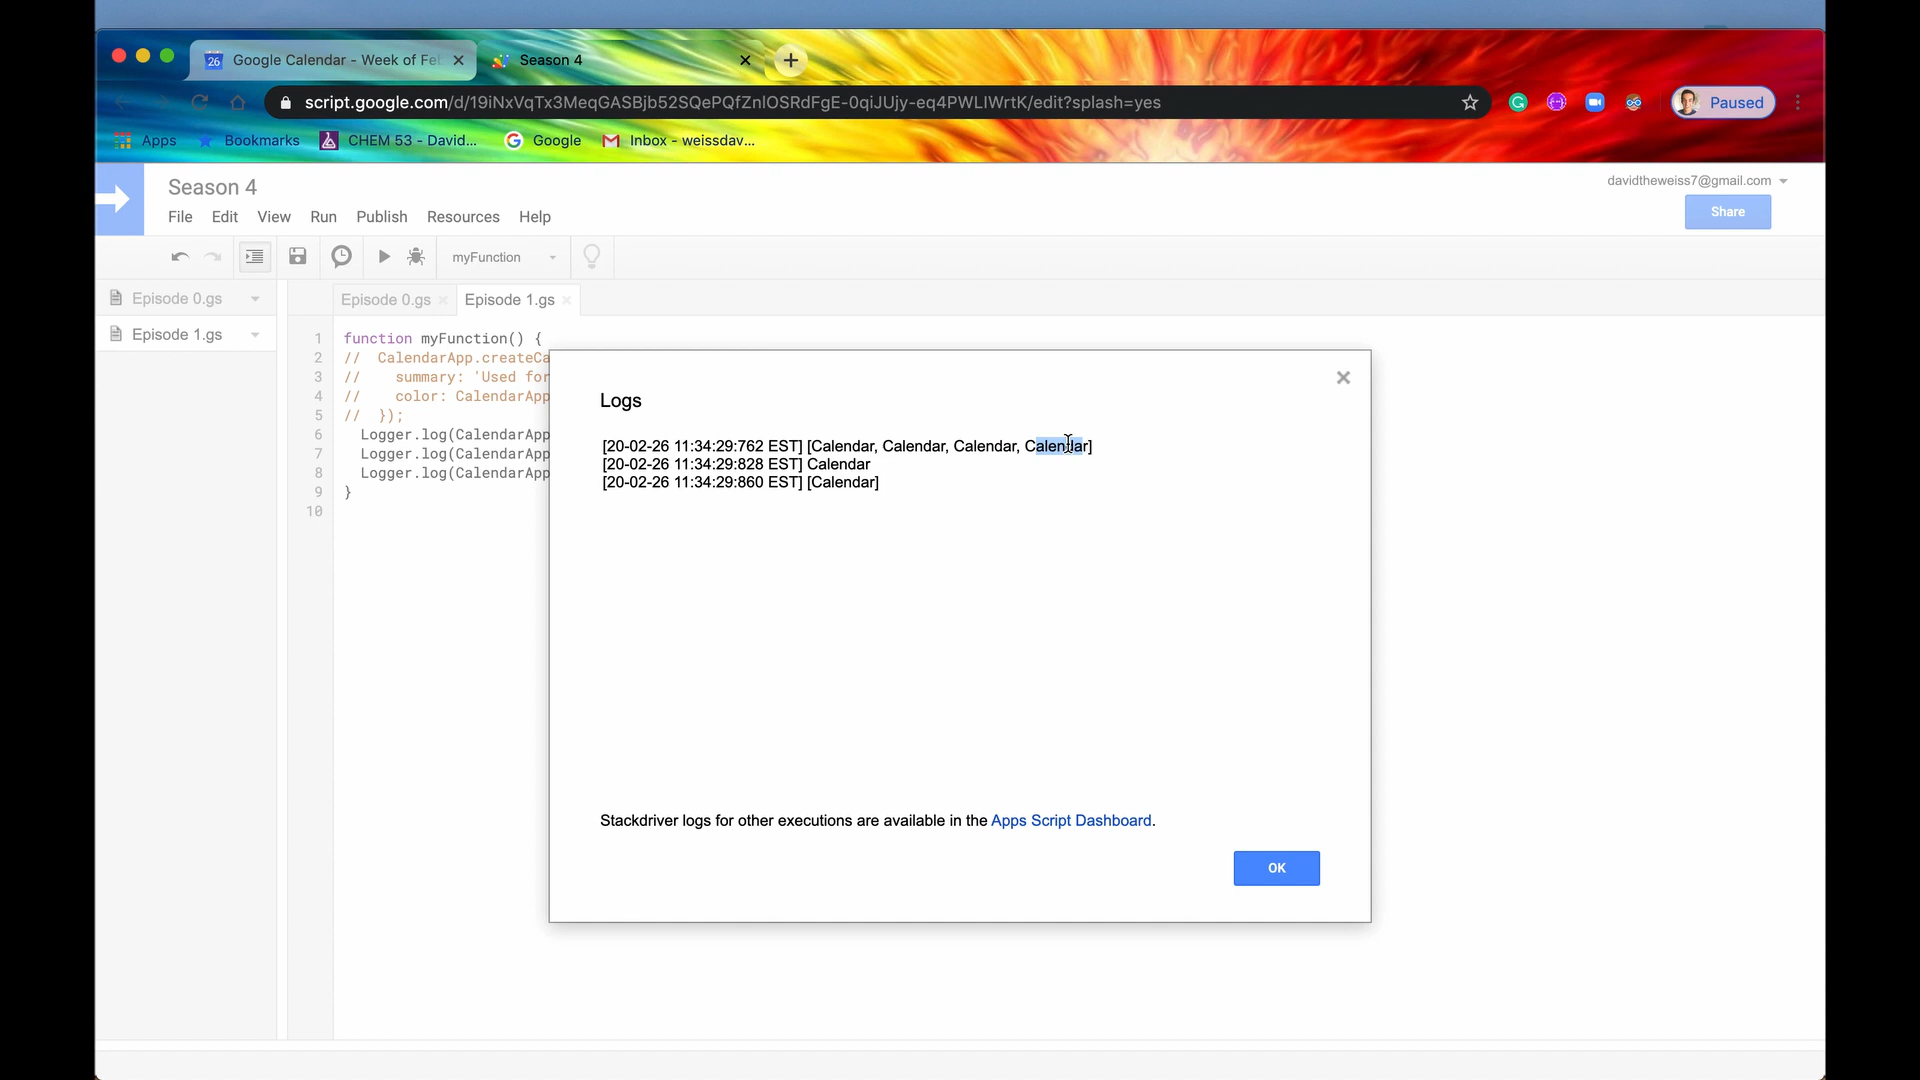 26 Google Calendar - Week of Feb
Season 4
script.google.com/d/19iNxVqTx3MeqGASBjb52SQePQfZnlOSRdFgE-0qiJUjy-eq4PWLIWrtK/edit?splash=yes
Paused
Apps Bookmarks CHEM 53 - David... Google Inbox - weissdav...
Season 4
davidtheweiss7@gmail.com
File Edit View Run Publish Resources Help
Share
myFunction
Episode 0.gs
Episode 1.gs
Episode 0.gs Episode 1.gs
1 function myFunction() {
2 // CalendarApp.createCa
3 // summary: 'Used for
4 // color: CalendarApp
5 // });
6 Logger.log(CalendarApp
7 Logger.log(CalendarApp
8 Logger.log(CalendarApp
9 }
10
Logs
[20-02-26 11:34:29:762 EST] [Calendar, Calendar, Calendar, Calendar]
[20-02-26 11:34:29:828 EST] Calendar
[20-02-26 11:34:29:860 EST] [Calendar]
Stackdriver logs for other executions are available in the Apps Script Dashboard.
OK